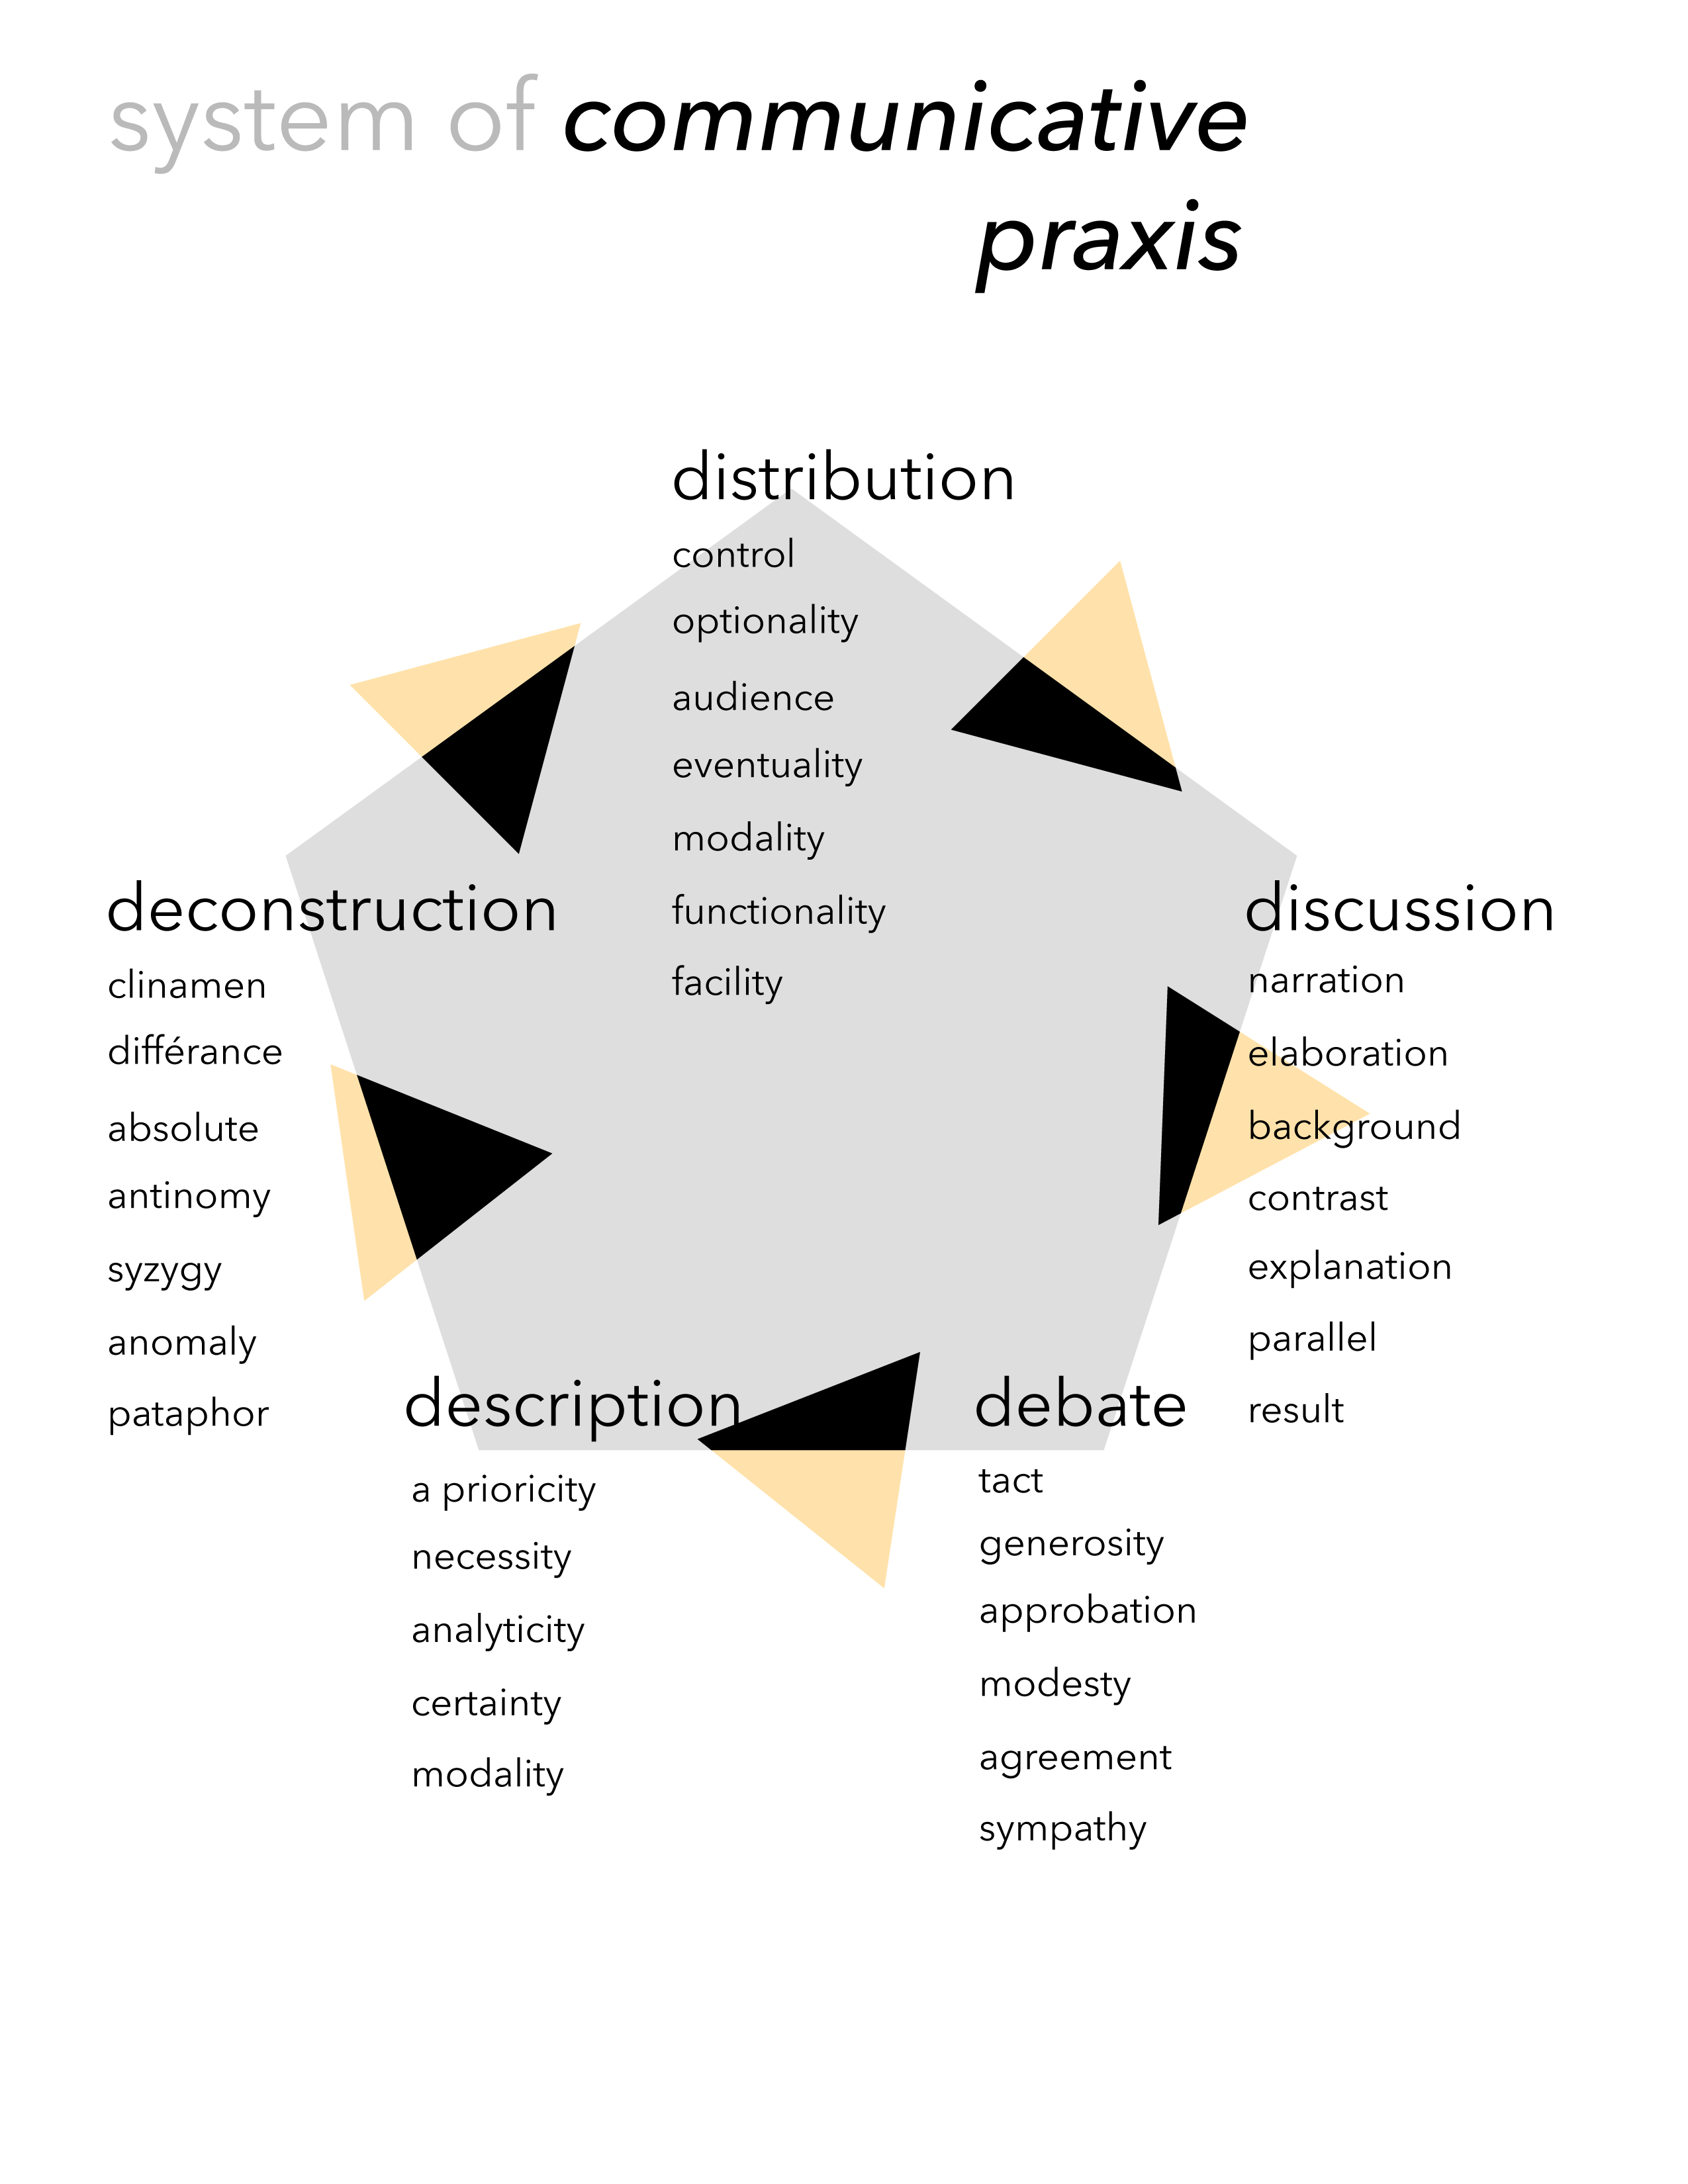 system of communicative
praxis
distribution
control
optionality
audience
eventuality
modality
functionality
facility
deconstruction
clinamen
différance
absolute
antinomy
syzygy
anomaly
pataphor
discussion
narration
elaboration
background
contrast
explanation
parallel
result
description
a prioricity
necessity
analyticity
certainty
modality
debate
tact
generosity
approbation
modesty
agreement
sympathy